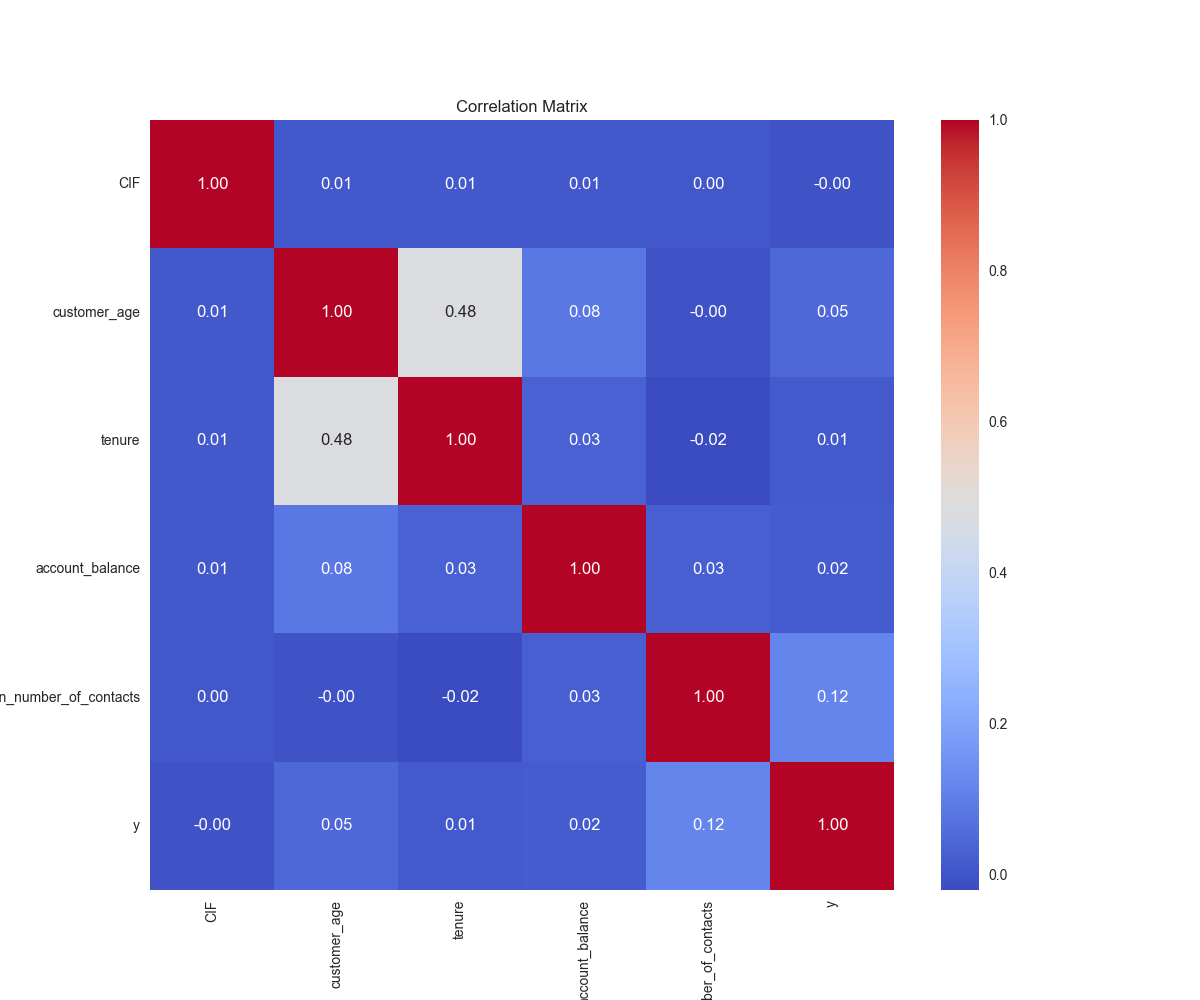 Correlation Matrix
CIF 1.00 0.01 0.01 0.01 0.00 -0.00
customer_age 0.01 1.00 0.48 0.08 -0.00 0.05
tenure 0.01 0.48 1.00 0.03 -0.02 0.01
account_balance 0.01 0.08 0.03 1.00 0.03 0.02
n_number_of_contacts 0.00 -0.00 -0.02 0.03 1.00 0.12
y -0.00 0.05 0.01 0.02 0.12 1.00
CIF
customer_age
tenure
ccount_balance
ber_of_contacts
y
1.0
0.8
0.6
0.4
0.2
0.0